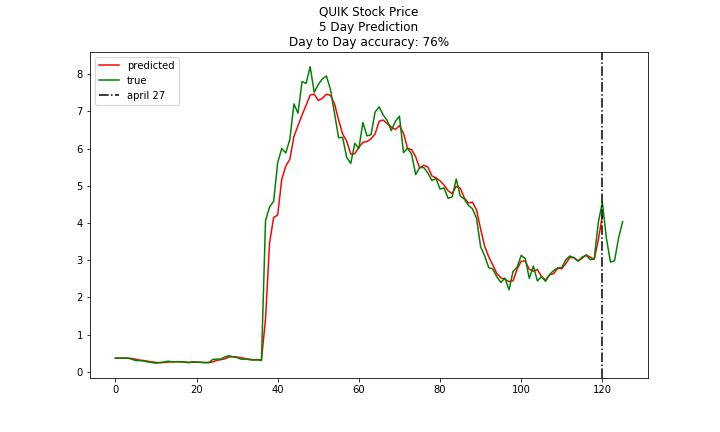 QUIK Stock Price
5 Day Prediction
Day to Day accuracy: 76%
predicted
true
april 27
8
7
6
5
4
3
2
1
0
0 20 40 60 80 100 120